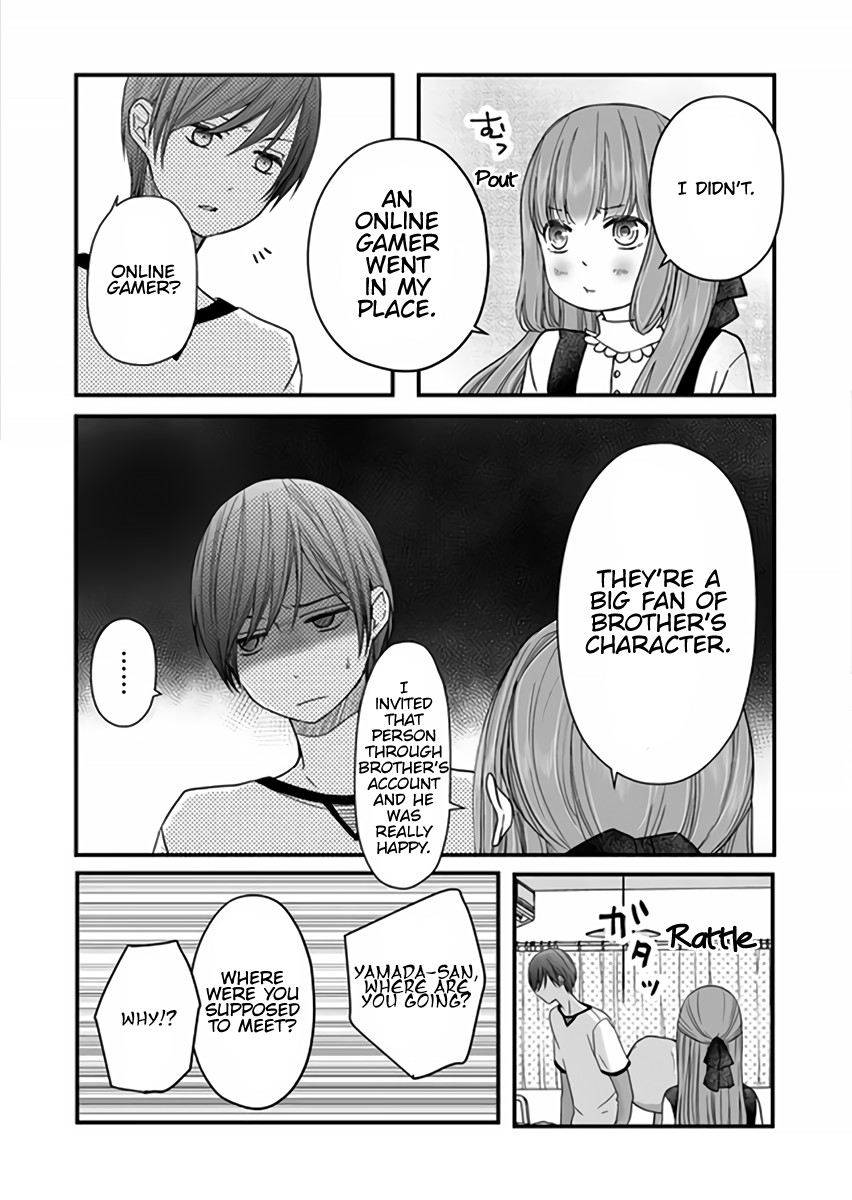 I DIDN'T.
むっ
Pout
AN
ONLINE
GAMER
WENT
IN MY
PLACE.
ONLINE
GAMER?
THEY'RE A
BIG FAN OF
BROTHER'S
CHARACTER.
I
INVITED
THAT
PERSON
THROUGH
BROTHER'S
ACCOUNT
AND HE
WAS
REALLY
HAPPY.
......
ガタッ
Rattle
YAMADA-SAN,
WHERE ARE
YOU GOING?
WHERE
WERE YOU
SUPPOSED
TO MEET?
WHY!?